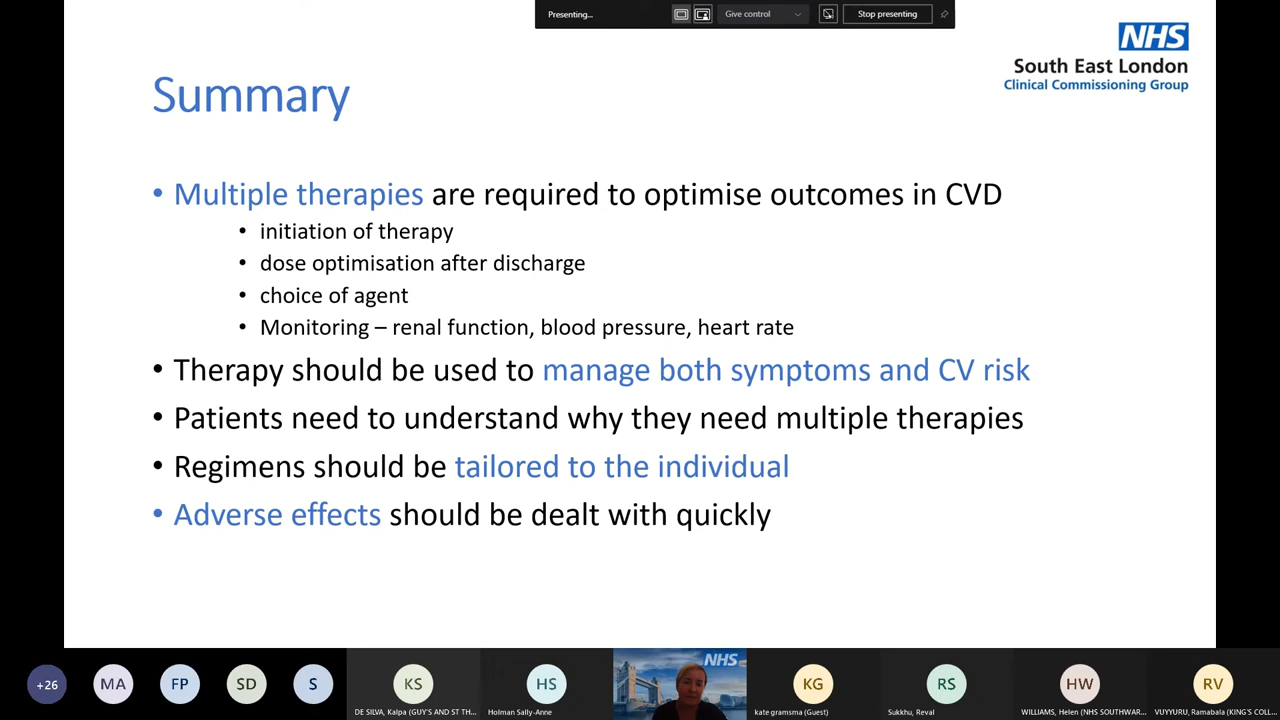 Presenting...
Give control
Stop presenting
NHS
South East London
Clinical Commissioning Group
Summary
• Multiple therapies are required to optimise outcomes in CVD
• initiation of therapy
• dose optimisation after discharge
• choice of agent
• Monitoring – renal function, blood pressure, heart rate
• Therapy should be used to manage both symptoms and CV risk
• Patients need to understand why they need multiple therapies
• Regimens should be tailored to the individual
• Adverse effects should be dealt with quickly
+26
MA
FP
SD
S
KS
DE SILVA, Kalpa (GUY'S AND ST TH...
HS
Holman Sally-Anne
NHS
KG
kate gramsma (Guest)
RS
Sukkhu, Reval
HW
WILLIAMS, Helen (NHS SOUTHWAR...
RV
VUYYURU, Ramabala (KING'S COLL...